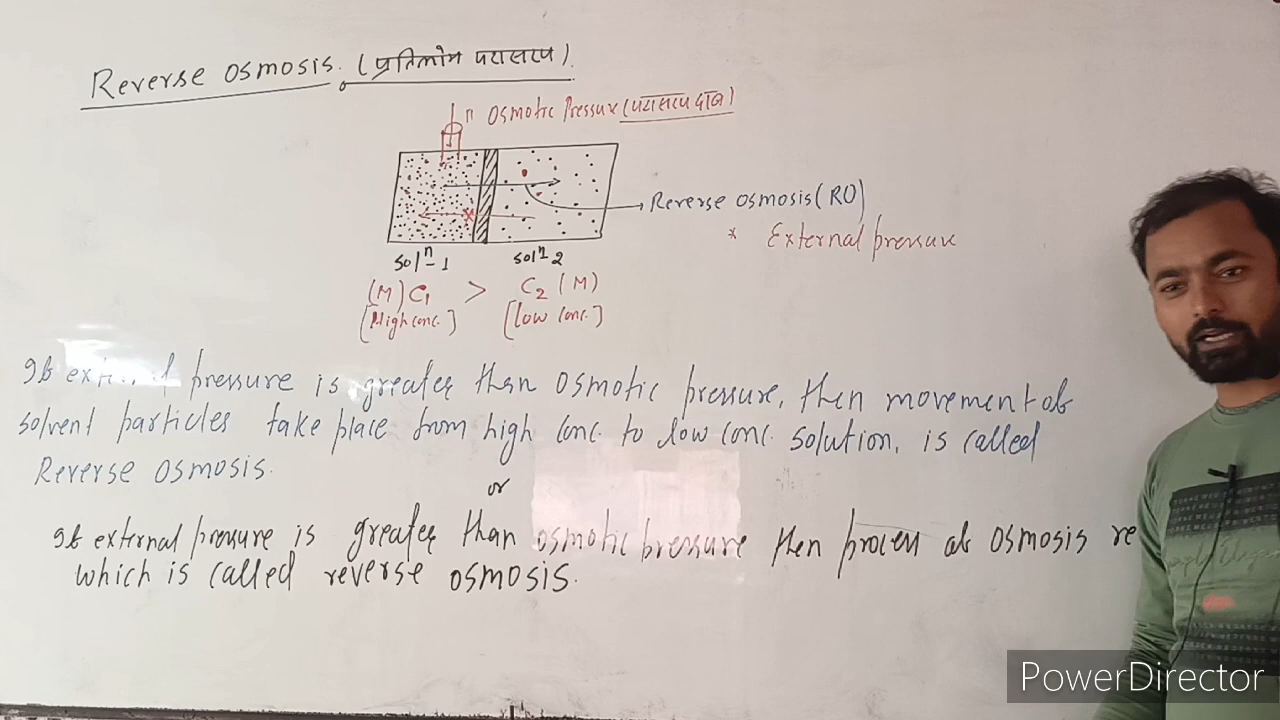 Reverse osmosis. (प्रतिलोम परासरण).
π osmotic Pressure (परासरण दाब)
Reverse osmosis (RO)
* External pressure
solⁿ-1 solⁿ 2
(M) C₁ > C₂ (M)
[High conc.] [low conc.]
If pressure is greater than osmotic pressure, then movement of
solvent particles take place from high conc. to low conc. solution, is called
Reverse osmosis.
or
If external pressure is greater than osmotic pressure then process of osmosis re
which is called reverse osmosis.
PowerDirector